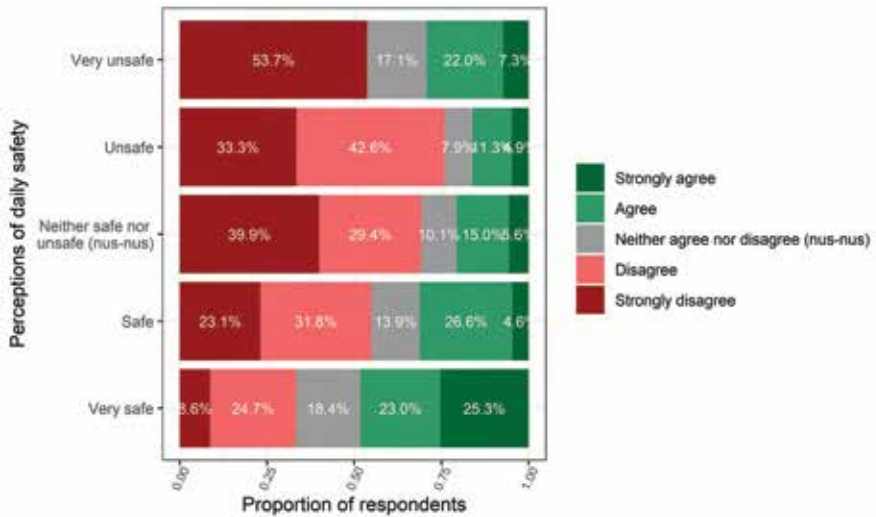 Very unsafe
53.7% 17.1% 22.0% 7.3%
Unsafe
33.3% 42.6% 7.9% 11.3% 4.9%
Neither safe nor
unsafe (nus-nus)
39.9% 29.4% 10.1% 15.0% 5.6%
Safe
23.1% 31.8% 13.9% 26.6% 4.6%
Very safe
8.6% 24.7% 18.4% 23.0% 25.3%
Perceptions of daily safety
0.00 0.25 0.50 0.75 1.00
Proportion of respondents
Strongly agree
Agree
Neither agree nor disagree (nus-nus)
Disagree
Strongly disagree